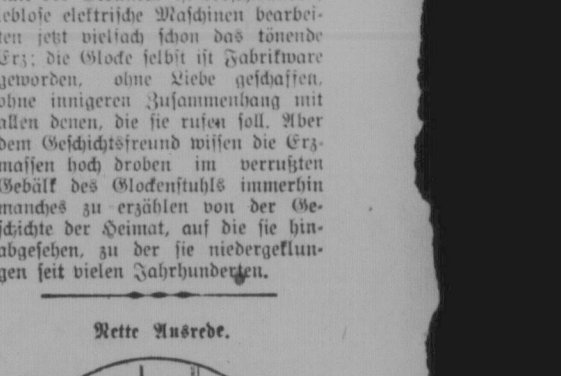 leblose elektrische Maschinen bearbei-
ten jetzt vielfach schon das tönende
Erz; die Glocke selbst ist Fabrikware
geworden, ohne Liebe geschaffen,
ohne innigeren Zusammenhang mit
allen denen, die sie rufen soll. Aber
dem Geschichtsfreund wissen die Erz-
massen hoch droben im verrußten
Gebälk des Glockenstuhls immerhin
manches zu erzählen von der Ge-
schichte der Heimat, auf die sie hin-
abgesehen, zu der sie niedergeklun-
gen seit vielen Jahrhunderten.
Nette Ausrede.